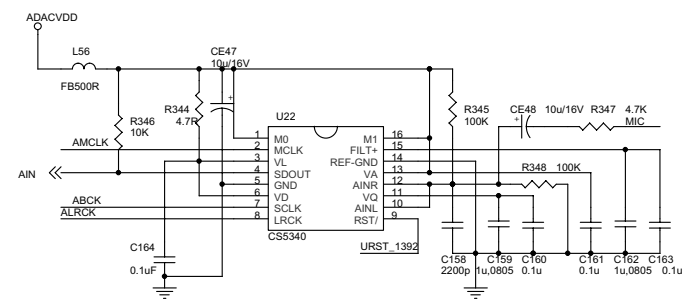 ADACVDD
L56
FB500R
CE47
10u/16V
R346
10K
R344
4.7R
U22
R345
100K
CE48
10u/16V
R347
4.7K
MIC
AMCLK
AIN
ABCK
ALRCK
1 M0
2 MCLK
3 VL
4 SDOUT
5 GND
6 VD
7 SCLK
8 LRCK
M1 16
FILT+ 15
REF-GND 14
VA 13
AINR 12
VQ 11
AINL 10
RST/ 9
CS5340
R348 100K
URST_1392
C164
0.1uF
C158
2200p
C159
1u,0805
C160
0.1u
C161
0.1u
C162
1u,0805
C163
0.1u
+
+